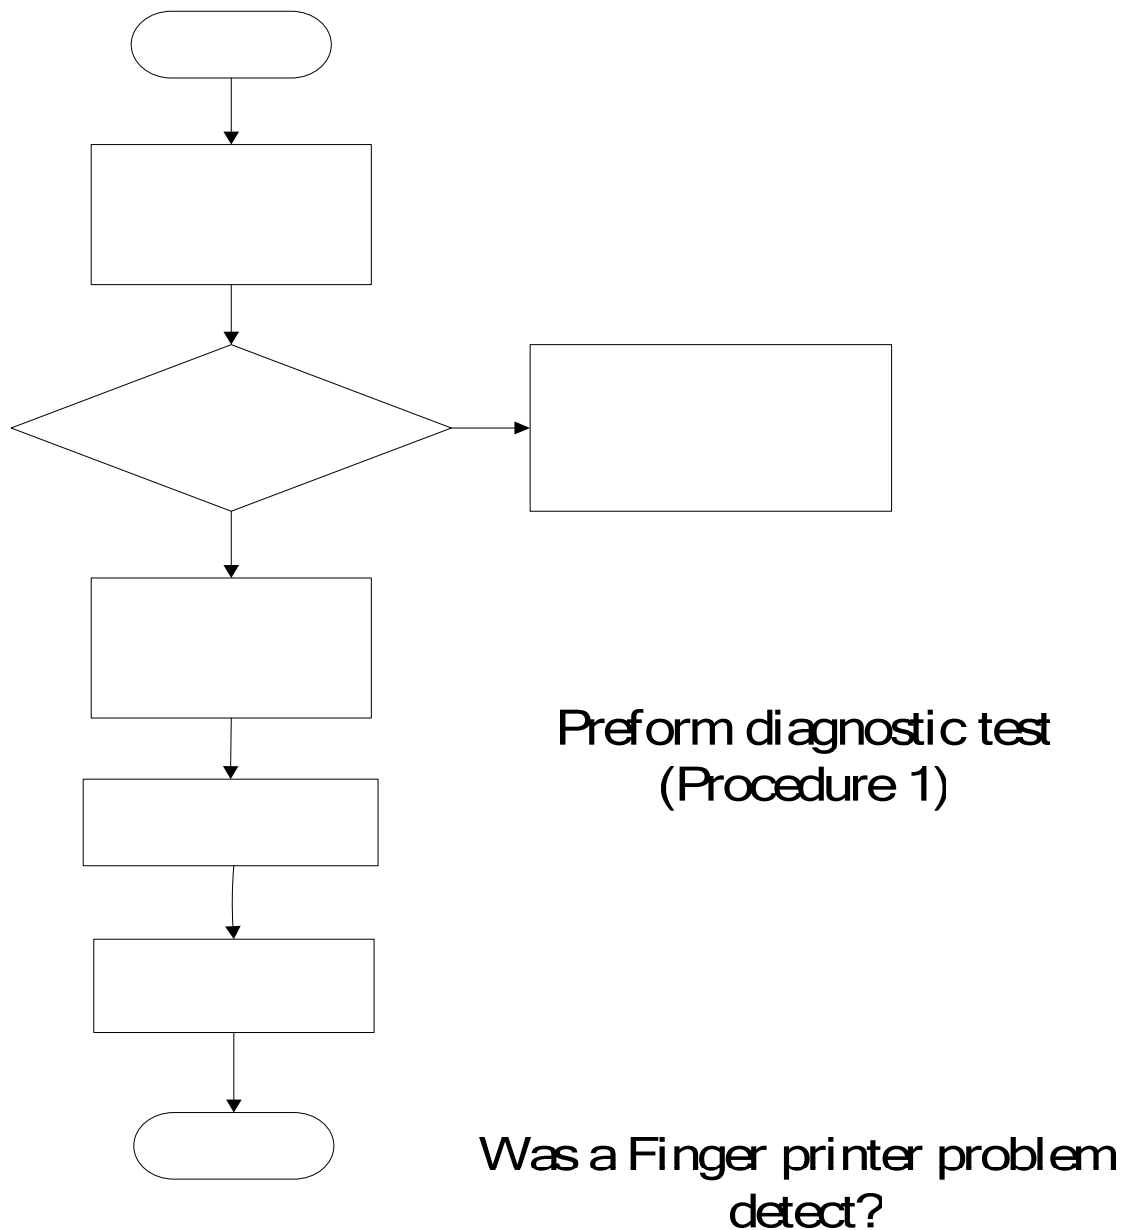 Preform diagnostic test
(Procedure 1)
Was a Finger printer problem
detect?